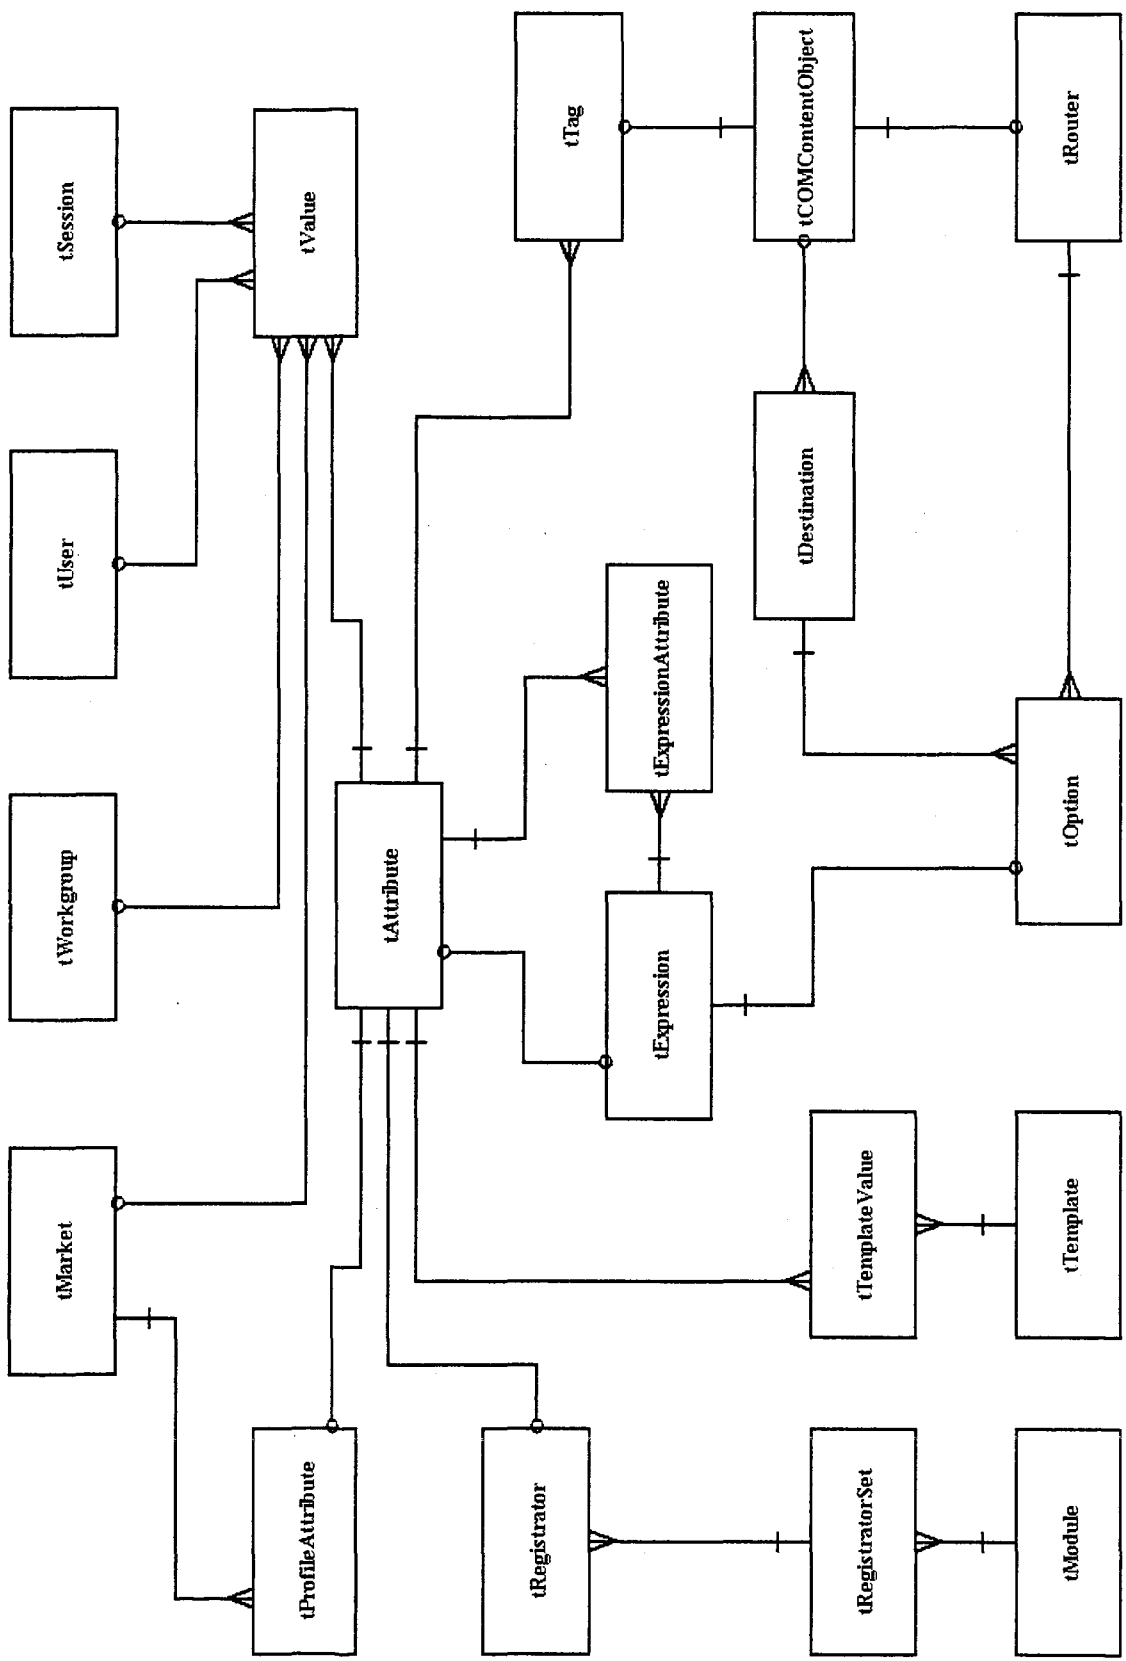 tSession
tUser
tWorkgroup
tMarket
tValue
tAttribute
tProfileAttribute
tTag
tExpressionAttribute
tExpression
tRegistrator
tCOMContentObject
tDestination
tTemplateValue
tRegistratorSet
tRouter
tOption
tTemplate
tModule